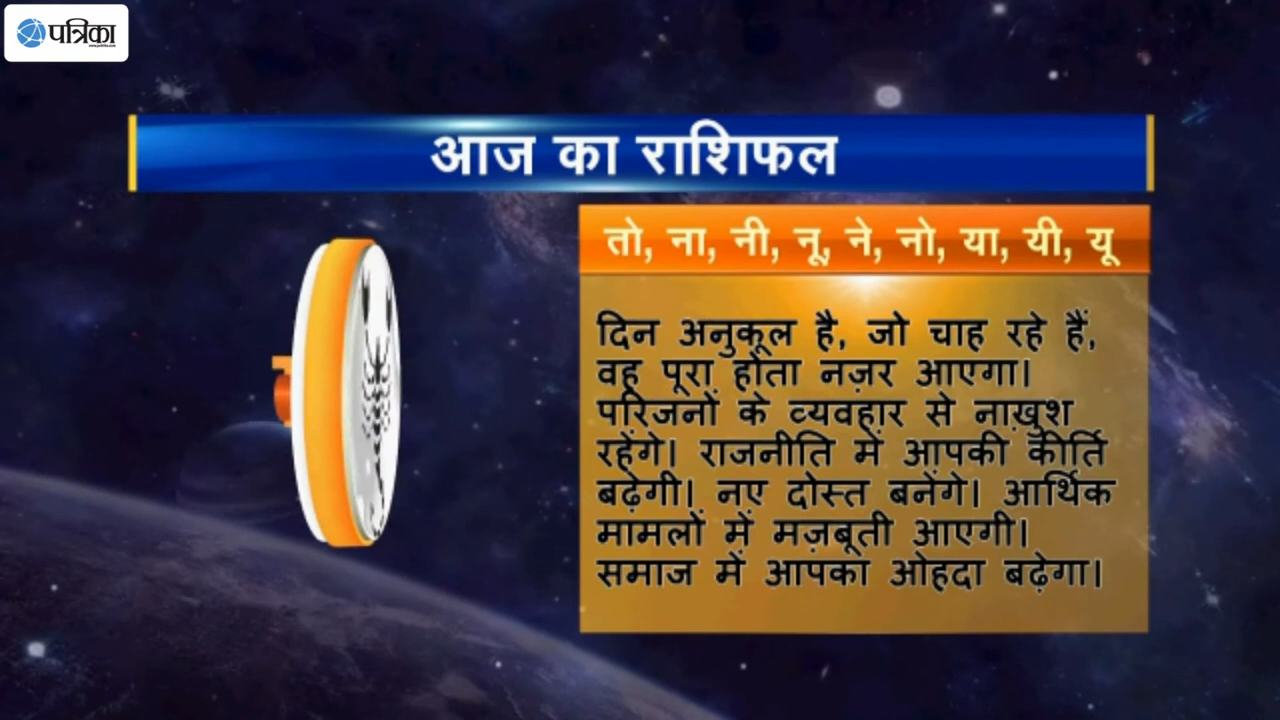 पत्रिका
आज का राशिफल
तो, ना, नी, नू, ने, नो, या, यी, यू
दिन अनुकूल है, जो चाह रहे हैं,
वह पूरा होता नज़र आएगा।
परिजनों के व्यवहार से नाख़ुश
रहेंगे। राजनीति में आपकी कीर्ति
बढ़ेगी। नए दोस्त बनेंगे। आर्थिक
मामलों में मज़बूती आएगी।
समाज में आपका ओहदा बढ़ेगा।